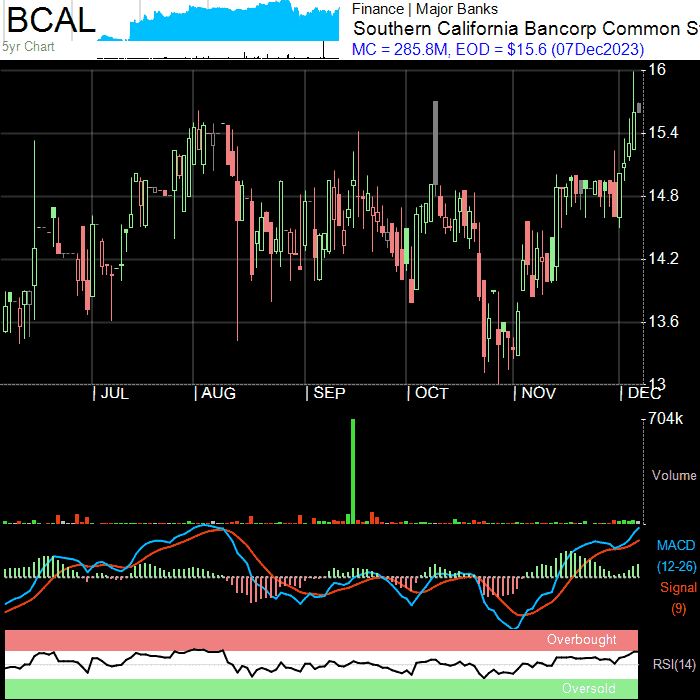 BCAL
5yr Chart
Finance | Major Banks
Southern California Bancorp Common S
MC = 285.8M, EOD = $15.6 (07Dec2023)
16
15.4
14.8
14.2
13.6
13
| JUL | AUG | SEP | OCT | NOV | DEC
704k
Volume
MACD
(12-26)
Signal
(9)
Overbought
RSI(14)
Oversold